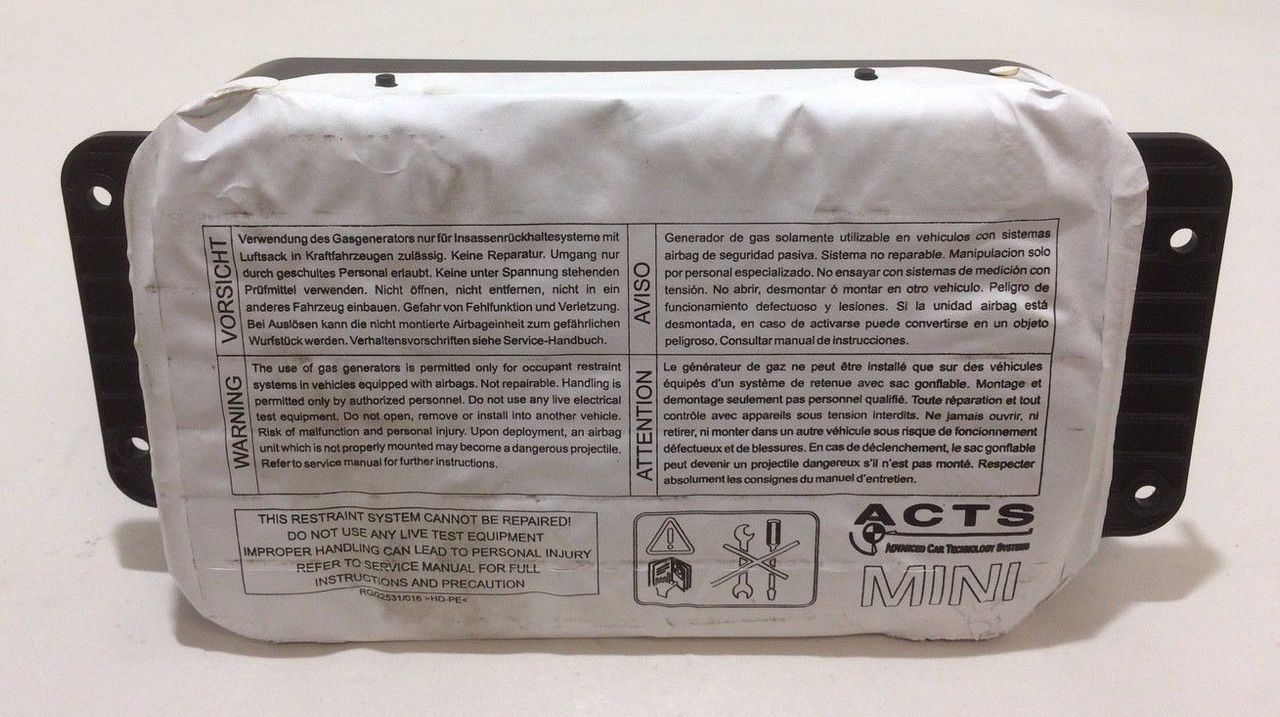 VORSICHT
Verwendung des Gasgenerators nur für Insassenrückhaltesysteme mit
Luftsack in Kraftfahrzeugen zulässig. Keine Reparatur. Umgang nur
durch geschultes Personal erlaubt. Keine unter Spannung stehenden
Prüfmittel verwenden. Nicht öffnen, nicht entfernen, nicht in ein
anderes Fahrzeug einbauen. Gefahr von Fehlfunktion und Verletzung.
Bei Auslösen kann die nicht montierte Airbageinheit zum gefährlichen
Wurfstück werden. Verhaltensvorschriften siehe Service-Handbuch.
AVISO
Generador de gas solamente utilizable en vehiculos con sistemas
airbag de seguridad pasiva. Sistema no reparable. Manipulacion solo
por personal especializado. No ensayar con sistemas de medición con
tensión. No abrir, desmontar ó montar en otro vehiculo. Peligro de
funcionamiento defectuoso y lesiones. Si la unidad airbag está
desmontada, en caso de activarse puede convertirse en un objeto
peligroso. Consultar manual de instrucciones.
WARNING
The use of gas generators is permitted only for occupant restraint
systems in vehicles equipped with airbags. Not repairable. Handling is
permitted only by authorized personnel. Do not use any live electrical
test equipment. Do not open, remove or install into another vehicle.
Risk of malfunction and personal injury. Upon deployment, an airbag
unit which is not properly mounted may become a dangerous projectile.
Refer to service manual for further instructions.
ATTENTION
Le générateur de gaz ne peut être installé que sur des véhicules
équipés d'un système de retenue avec sac gonflable. Montage et
demontage seulement pas personnel qualifié. Toute réparation et tout
contrôle avec appareils sous tension interdits. Ne jamais ouvrir, ni
retirer, ni monter dans un autre véhicule sous risque de fonctionnement
défectueux et de blessures. En cas de déclenchement, le sac gonflable
peut devenir un projectile dangereux s'il n'est pas monté. Respecter
absolument les consignes du manuel d'entretien.
THIS RESTRAINT SYSTEM CANNOT BE REPAIRED!
DO NOT USE ANY LIVE TEST EQUIPMENT
IMPROPER HANDLING CAN LEAD TO PERSONAL INJURY
REFER TO SERVICE MANUAL FOR FULL
INSTRUCTIONS AND PRECAUTION
RG/22531/016 >HD-PE<
ACTS
ADVANCED CAR TECHNOLOGY SYSTEMS
MINI